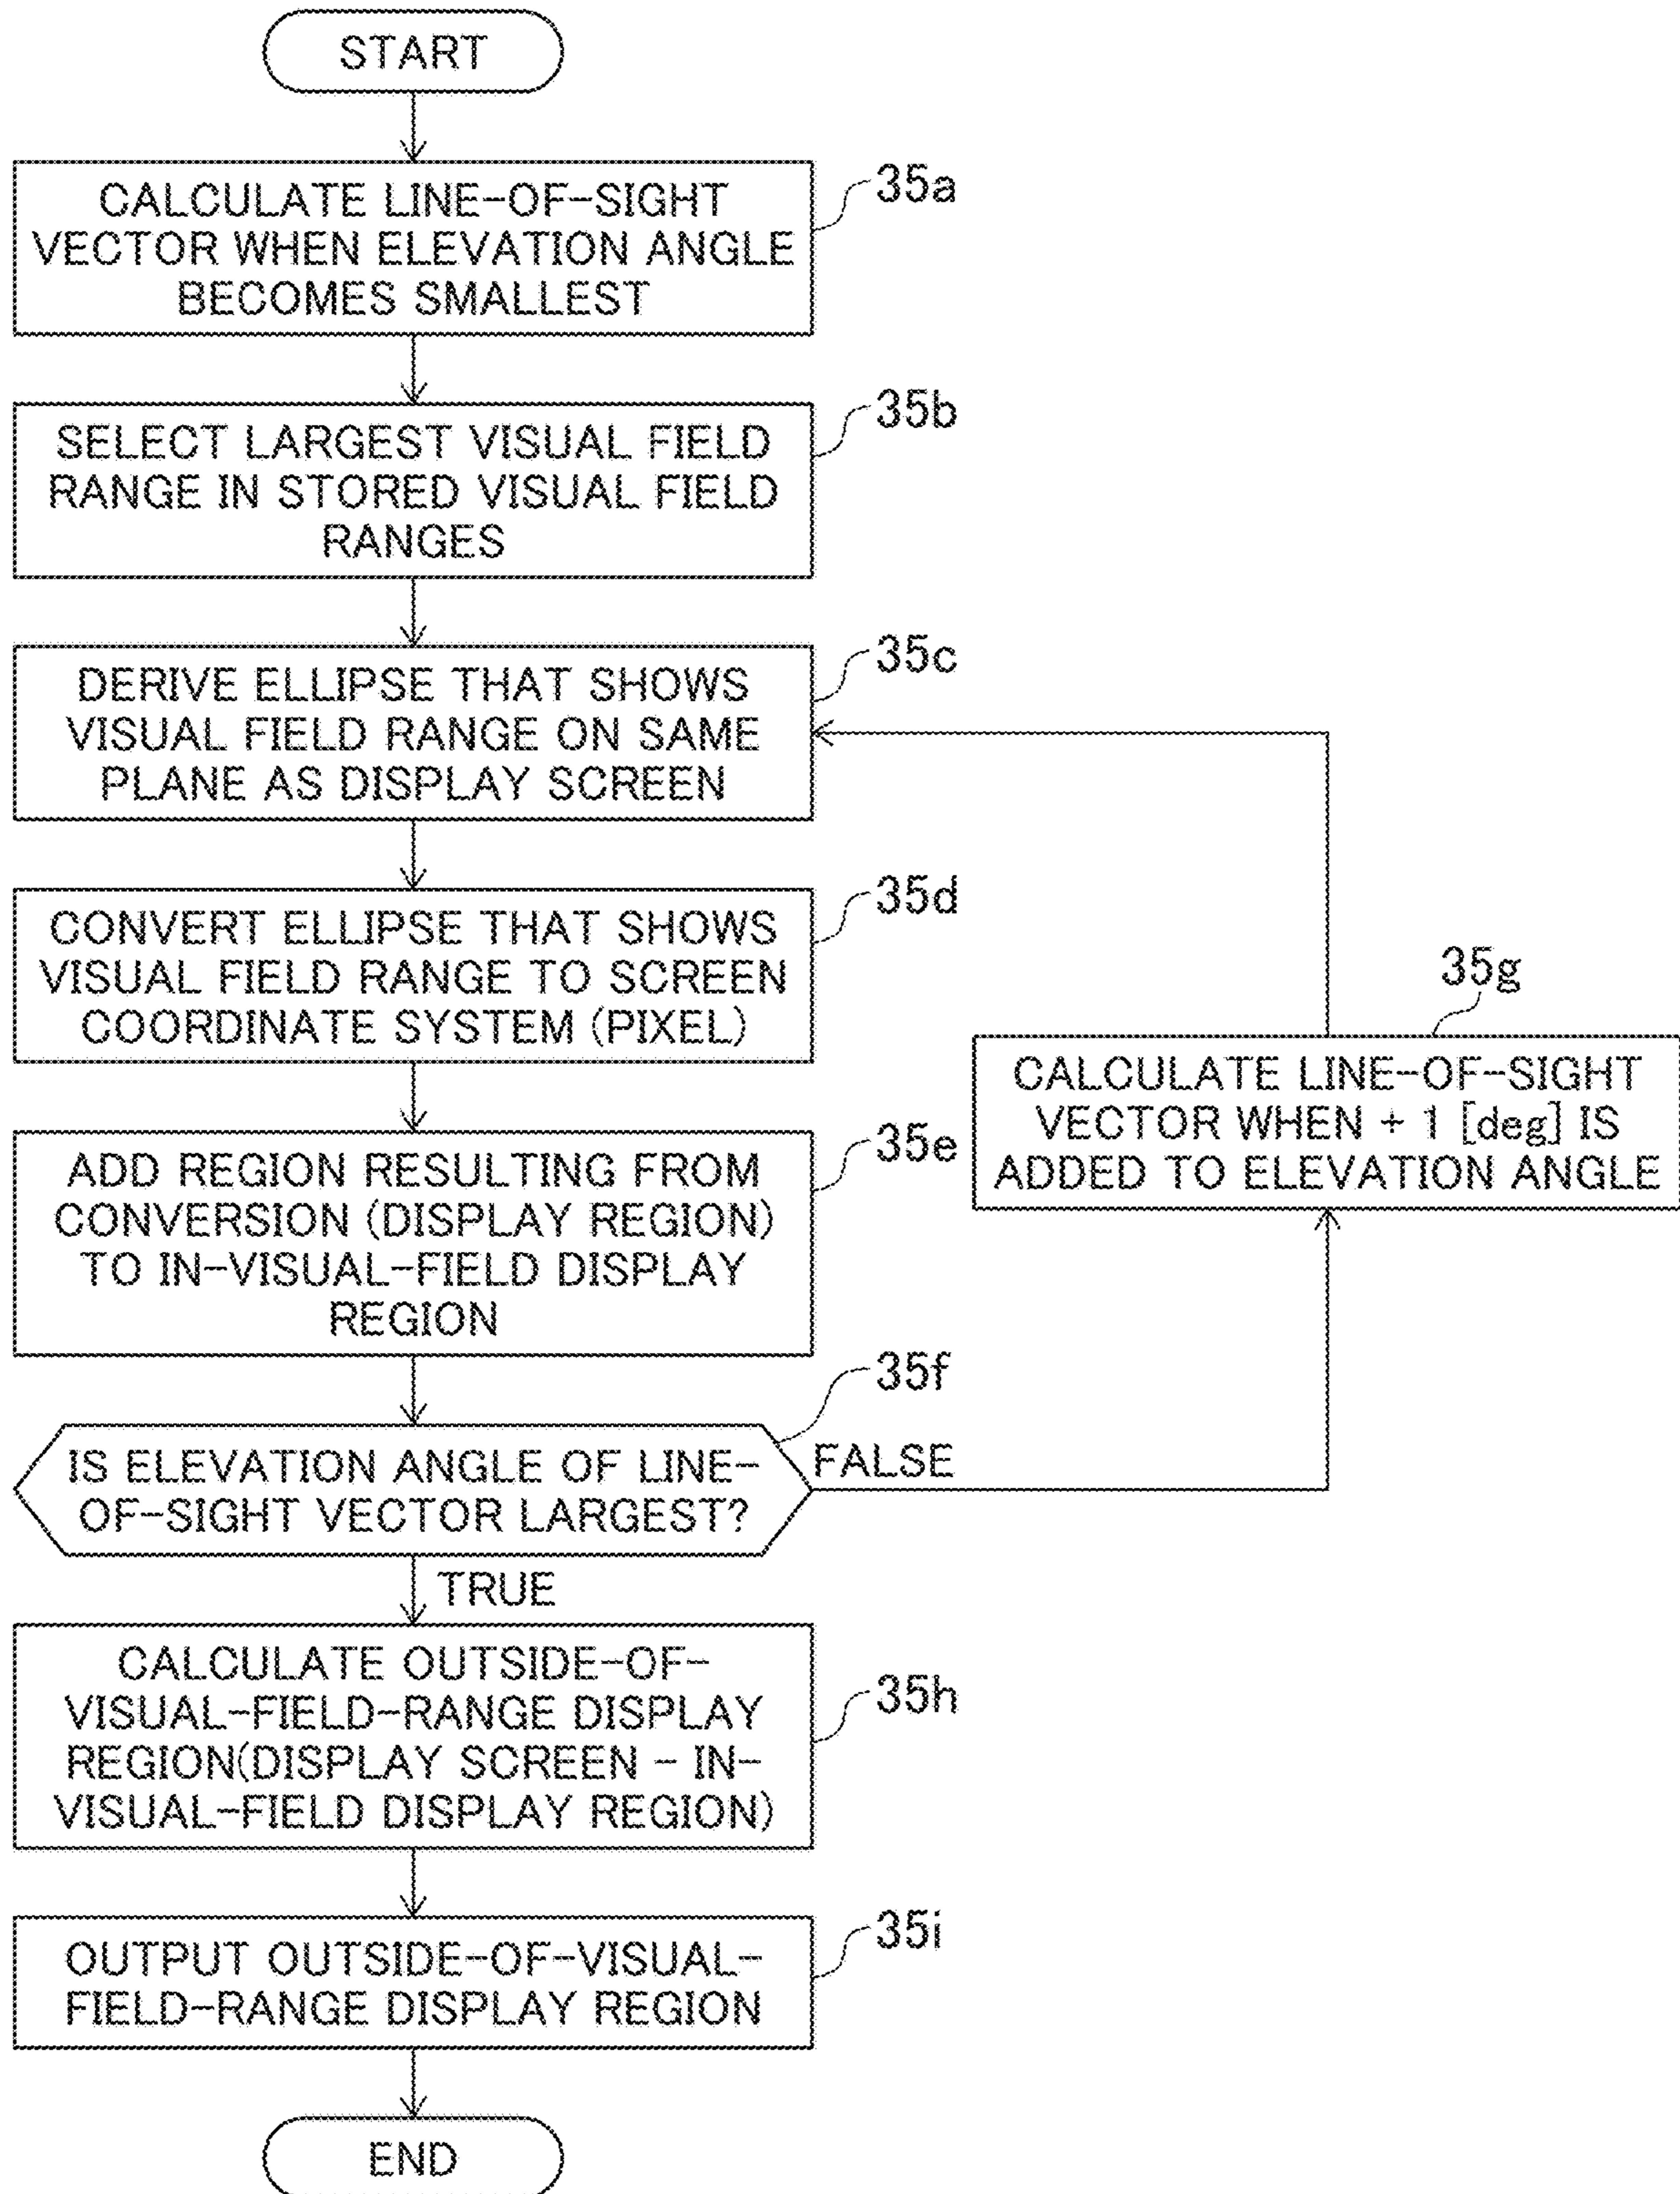 START
CALCULATE LINE-OF-SIGHT
VECTOR WHEN ELEVATION ANGLE
BECOMES SMALLEST
35a
SELECT LARGEST VISUAL FIELD
RANGE IN STORED VISUAL FIELD
RANGES
35b
DERIVE ELLIPSE THAT SHOWS
VISUAL FIELD RANGE ON SAME
PLANE AS DISPLAY SCREEN
35c
CONVERT ELLIPSE THAT SHOWS
VISUAL FIELD RANGE TO SCREEN
COORDINATE SYSTEM (PIXEL)
35d
ADD REGION RESULTING FROM
CONVERSION (DISPLAY REGION)
TO IN-VISUAL-FIELD DISPLAY
REGION
35e
IS ELEVATION ANGLE OF LINE-
OF-SIGHT VECTOR LARGEST?
35f
FALSE
35g
CALCULATE LINE-OF-SIGHT
VECTOR WHEN + 1 [deg] IS
ADDED TO ELEVATION ANGLE
TRUE
CALCULATE OUTSIDE-OF-
VISUAL-FIELD-RANGE DISPLAY
REGION(DISPLAY SCREEN - IN-
VISUAL-FIELD DISPLAY REGION)
35h
OUTPUT OUTSIDE-OF-VISUAL-
FIELD-RANGE DISPLAY REGION
35i
END